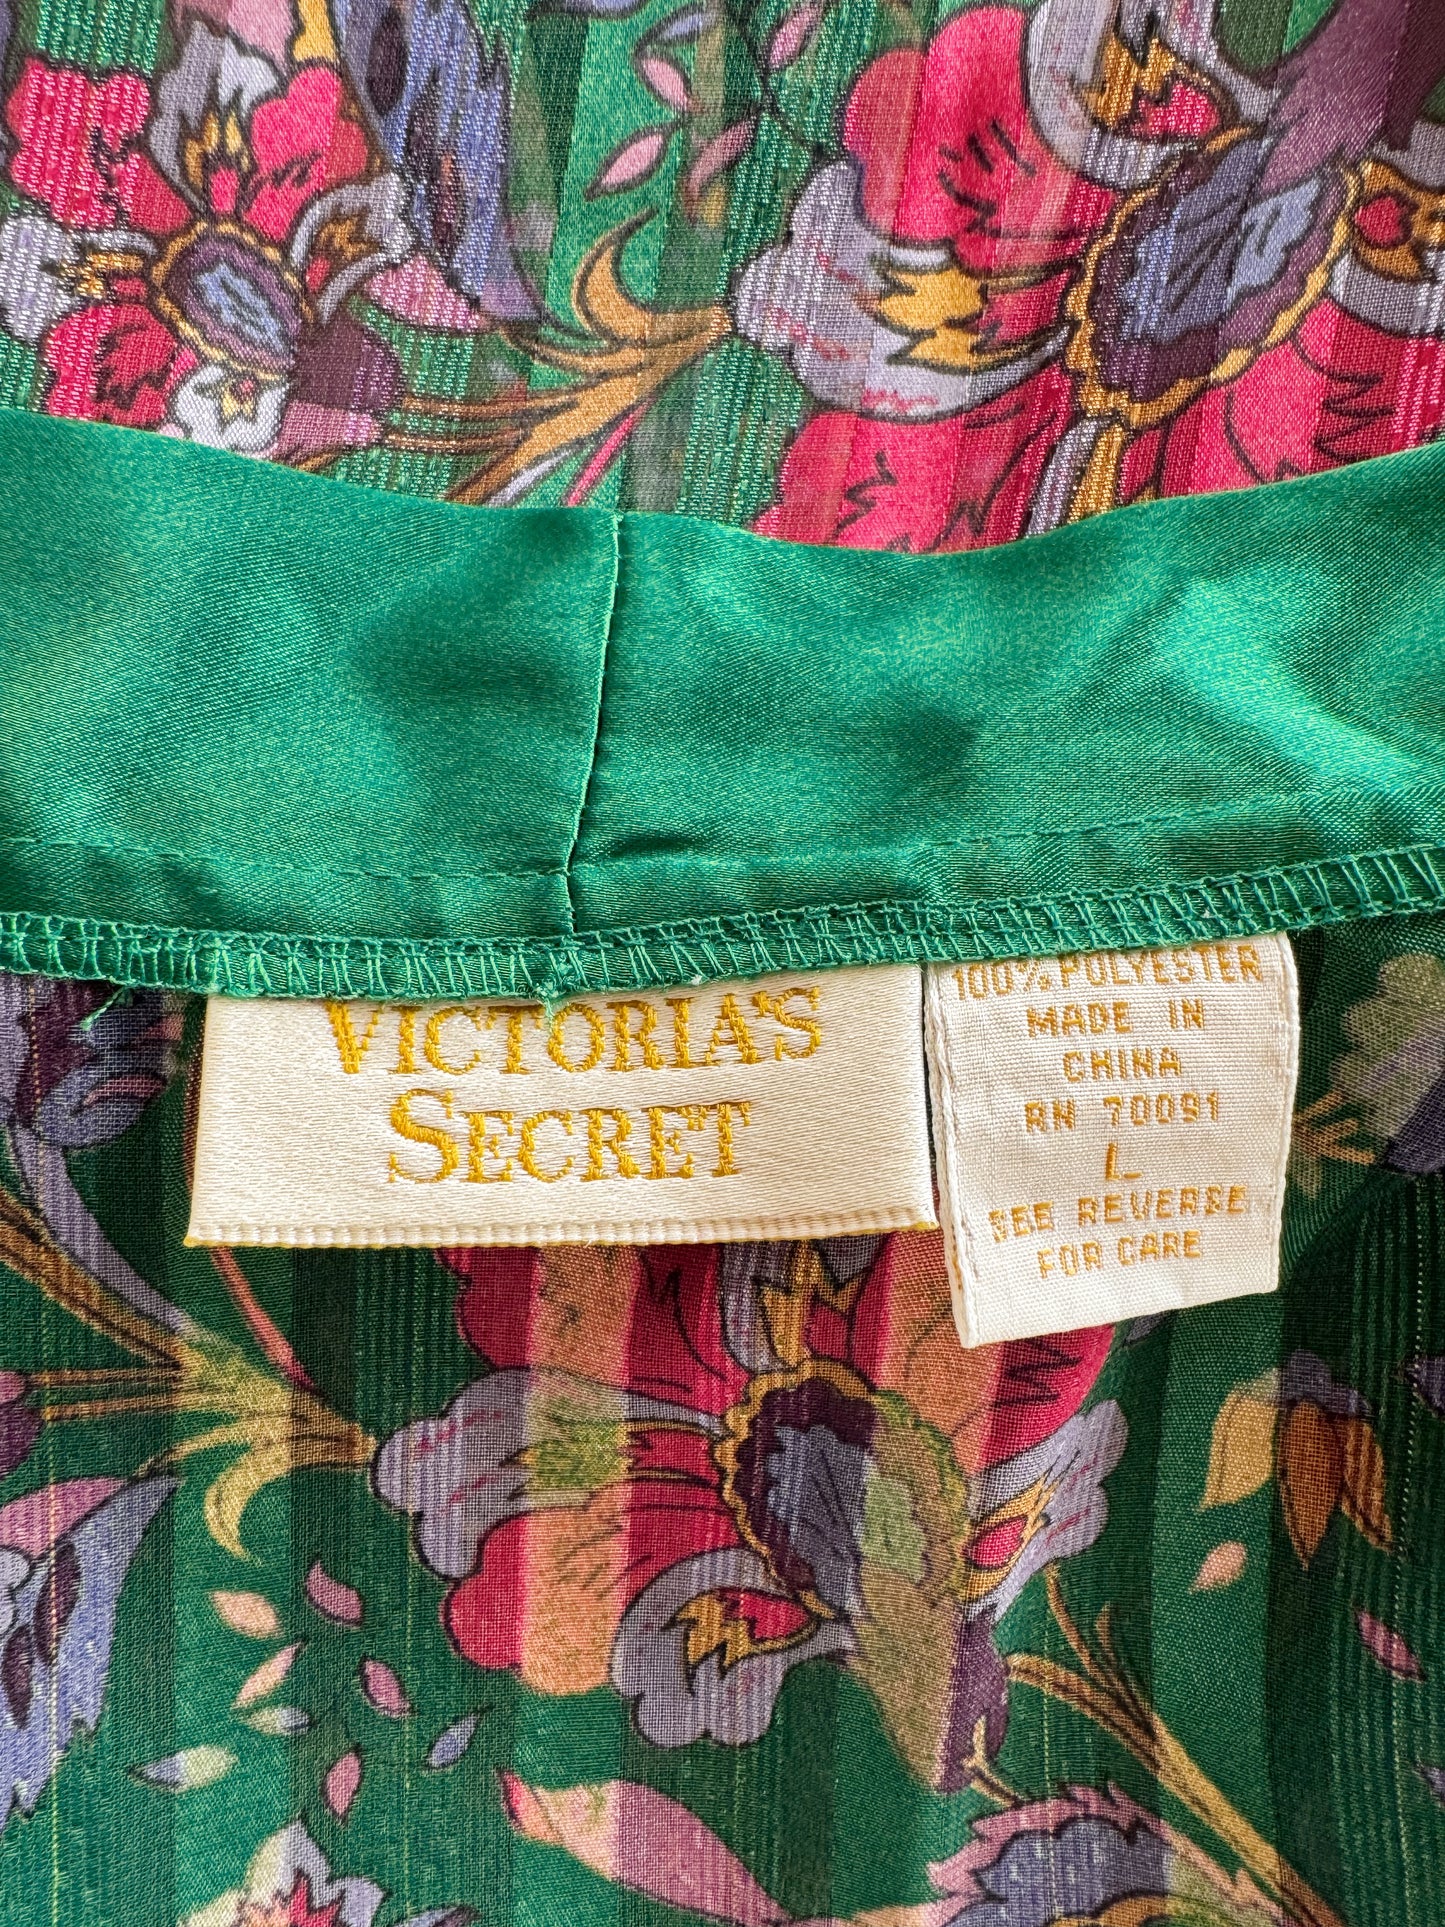 VICTORIA'S
SECRET
100% POLYESTER
MADE IN
CHINA
RN 70091
L
SEE REVERSE
FOR CARE